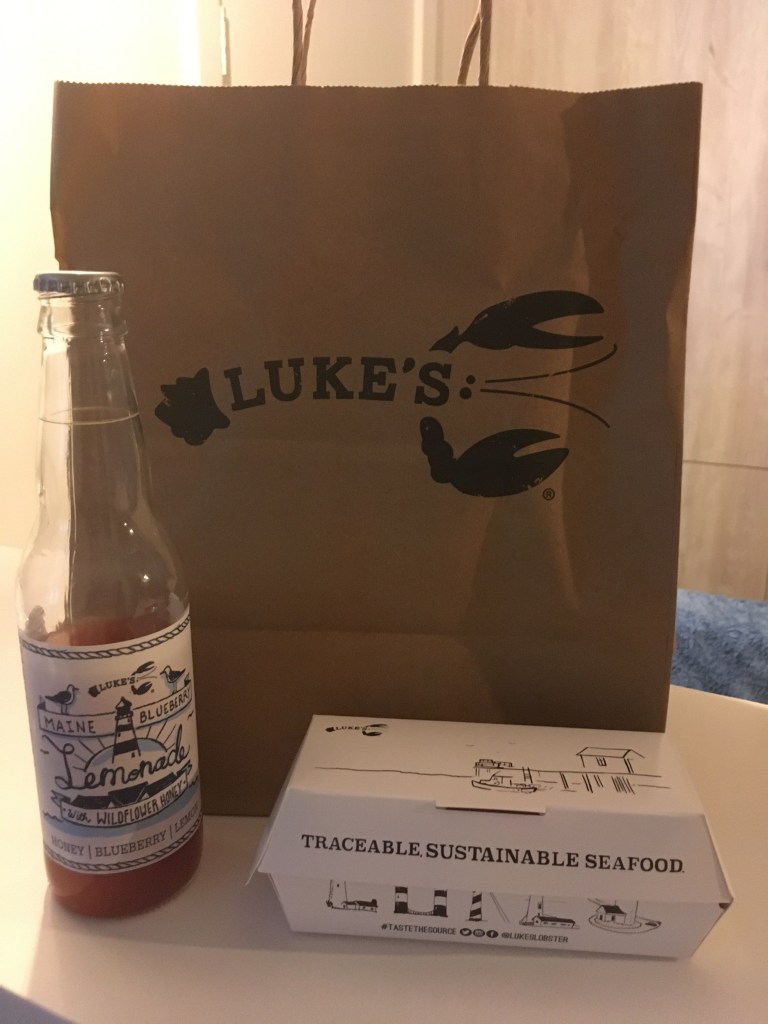 LUKE'S:
®
LUKE'S:
MAINE BLUEBERRY
Lemonade
with WILDFLOWER HONEY
HONEY | BLUEBERRY | LEMON
LUKE'S
TRACEABLE, SUSTAINABLE SEAFOOD.
#TASTETHESOURCE @LUKESLOBSTER